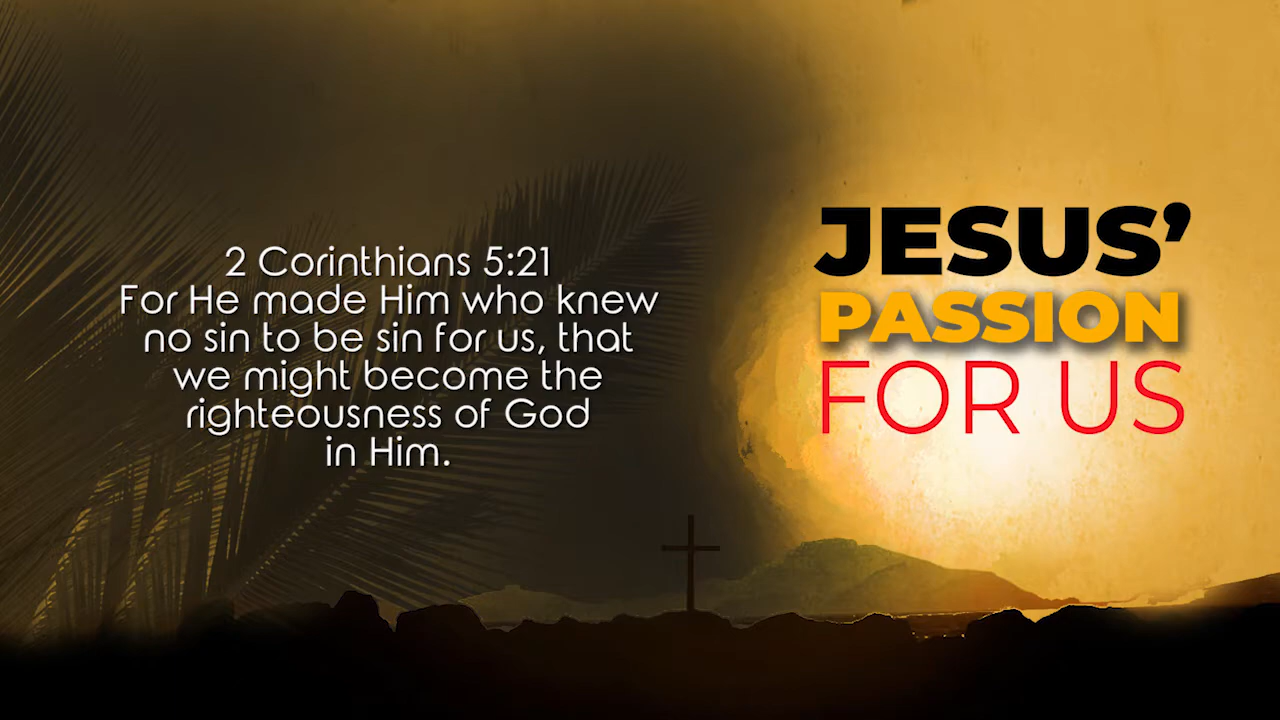 2 Corinthians 5:21
For He made Him who knew
no sin to be sin for us, that
we might become the
righteousness of God
in Him.
JESUS’
PASSION
FOR US